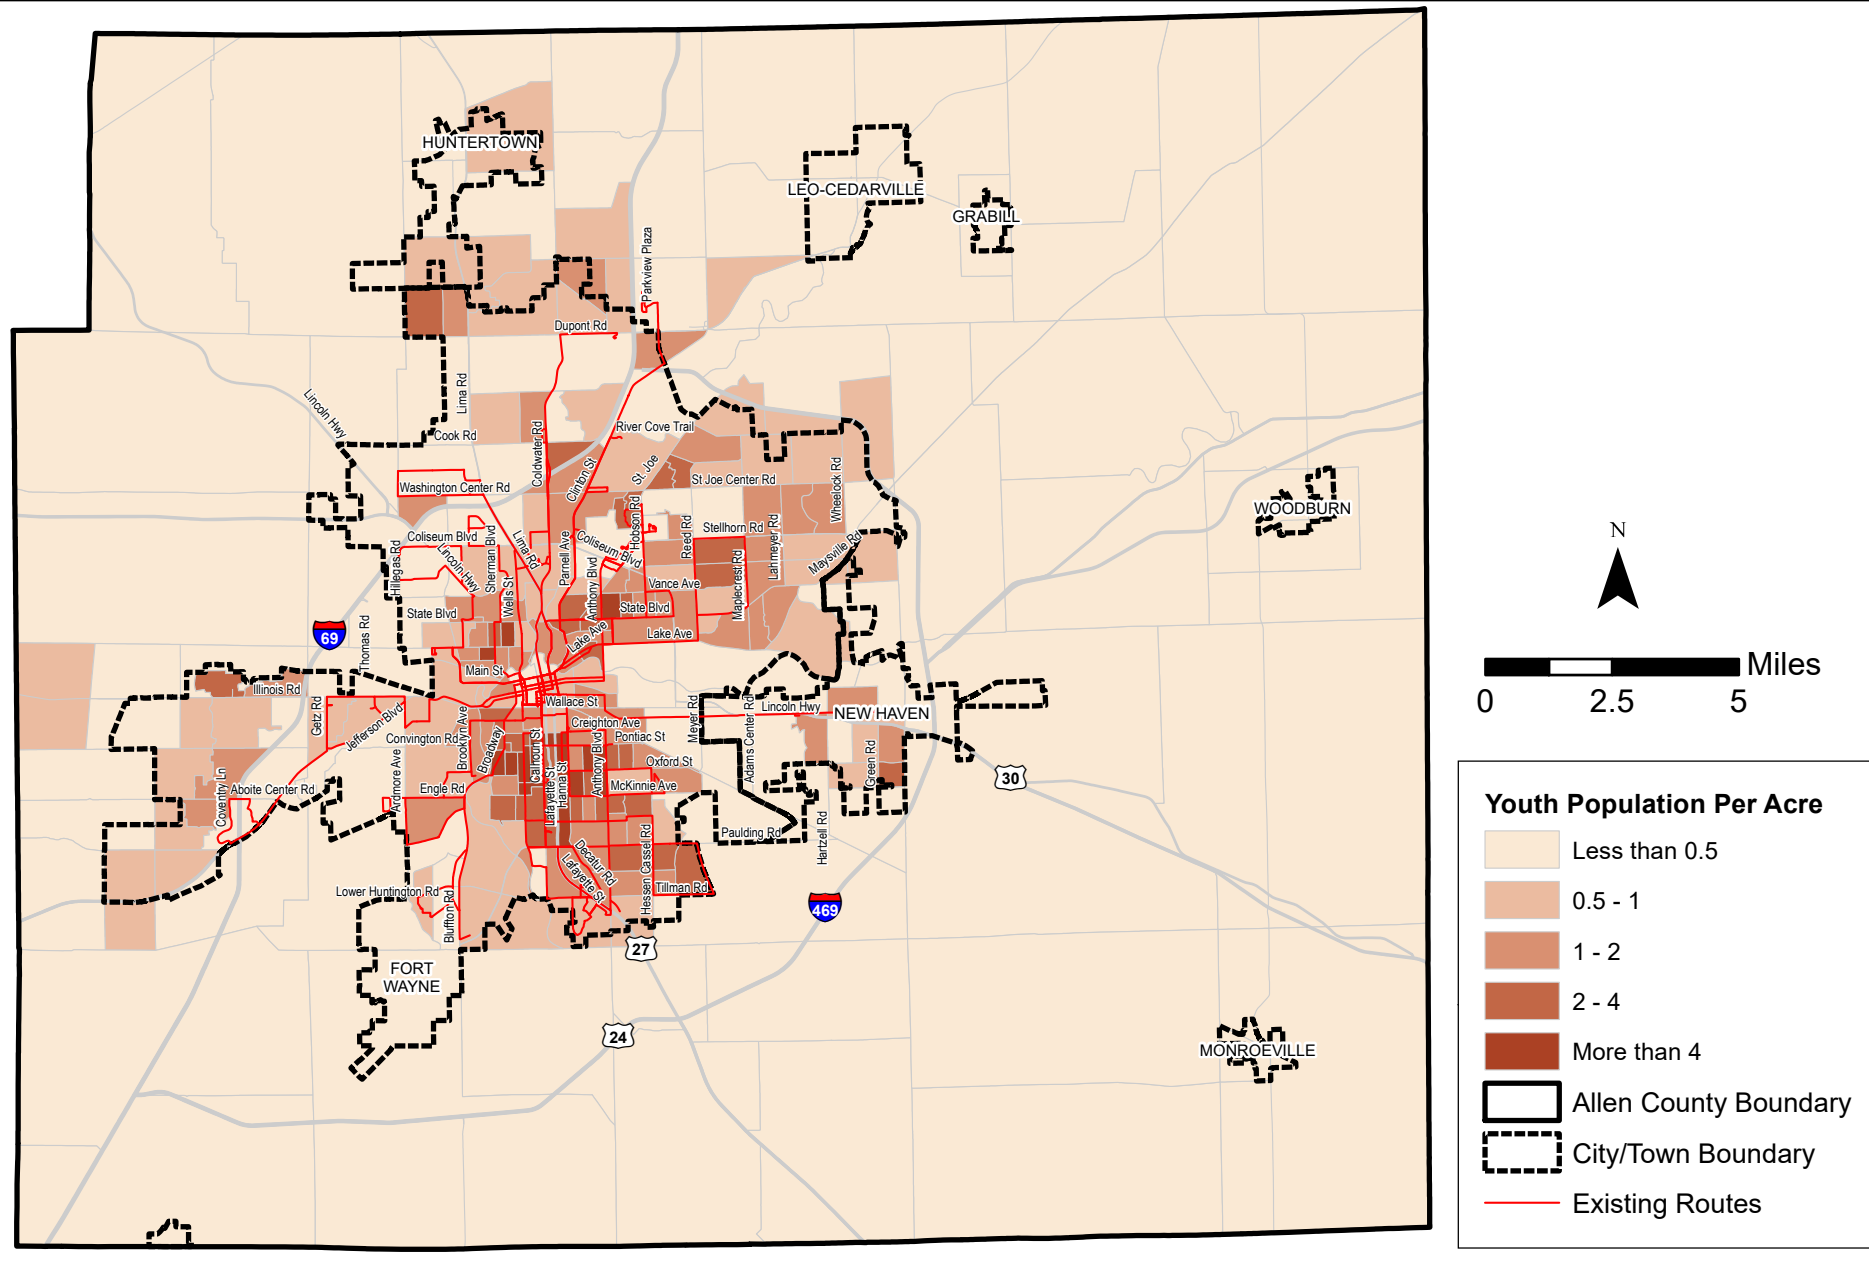 HUNTERTOWN
LEO-CEDARVILLE
GRABILL
Parkview Plaza
Dupont Rd
Lima Rd
Lincoln Hwy
Cook Rd
Coldwater Rd
River Cove Trail
Clinton St
St. Joe
St Joe Center Rd
Wheelock Rd
Washington Center Rd
WOODBURN
Hobson Rd
Reed Rd
Stellhorn Rd
Lahmeyer Rd
Maysville Rd
Coliseum Blvd
Hillegas Rd
Lincoln Hwy
Sherman Blvd
Lima Rd
Parnell Ave
Coliseum Blvd
Anthony Blvd
Wells St
Vance Ave
Maplecrest Rd
State Blvd
State Blvd
Lake Ave
Lake Ave
69
Thomas Rd
Main St
Illinois Rd
Getz Rd
Jefferson Blvd
Wallace St
Lincoln Hwy
NEW HAVEN
Meyer Rd
Adams Center Rd
Creighton Ave
Pontiac St
Convington Rd
Brooklyn Ave
Broadway
Calhoun St
Anthony Blvd
Oxford St
Green Rd
30
Coventry Ln
Aboite Center Rd
Ardmore Ave
Engle Rd
Lafayette St
Hanna St
McKinnie Ave
Paulding Rd
Hartzell Rd
Decatur Rd
Lafayette St
Hessen Cassel Rd
Tillman Rd
Lower Huntington Rd
Bluffton Rd
469
27
FORT
WAYNE
24
MONROEVILLE
N
Miles
0 2.5 5
Youth Population Per Acre
Less than 0.5
0.5 - 1
1 - 2
2 - 4
More than 4
Allen County Boundary
City/Town Boundary
Existing Routes